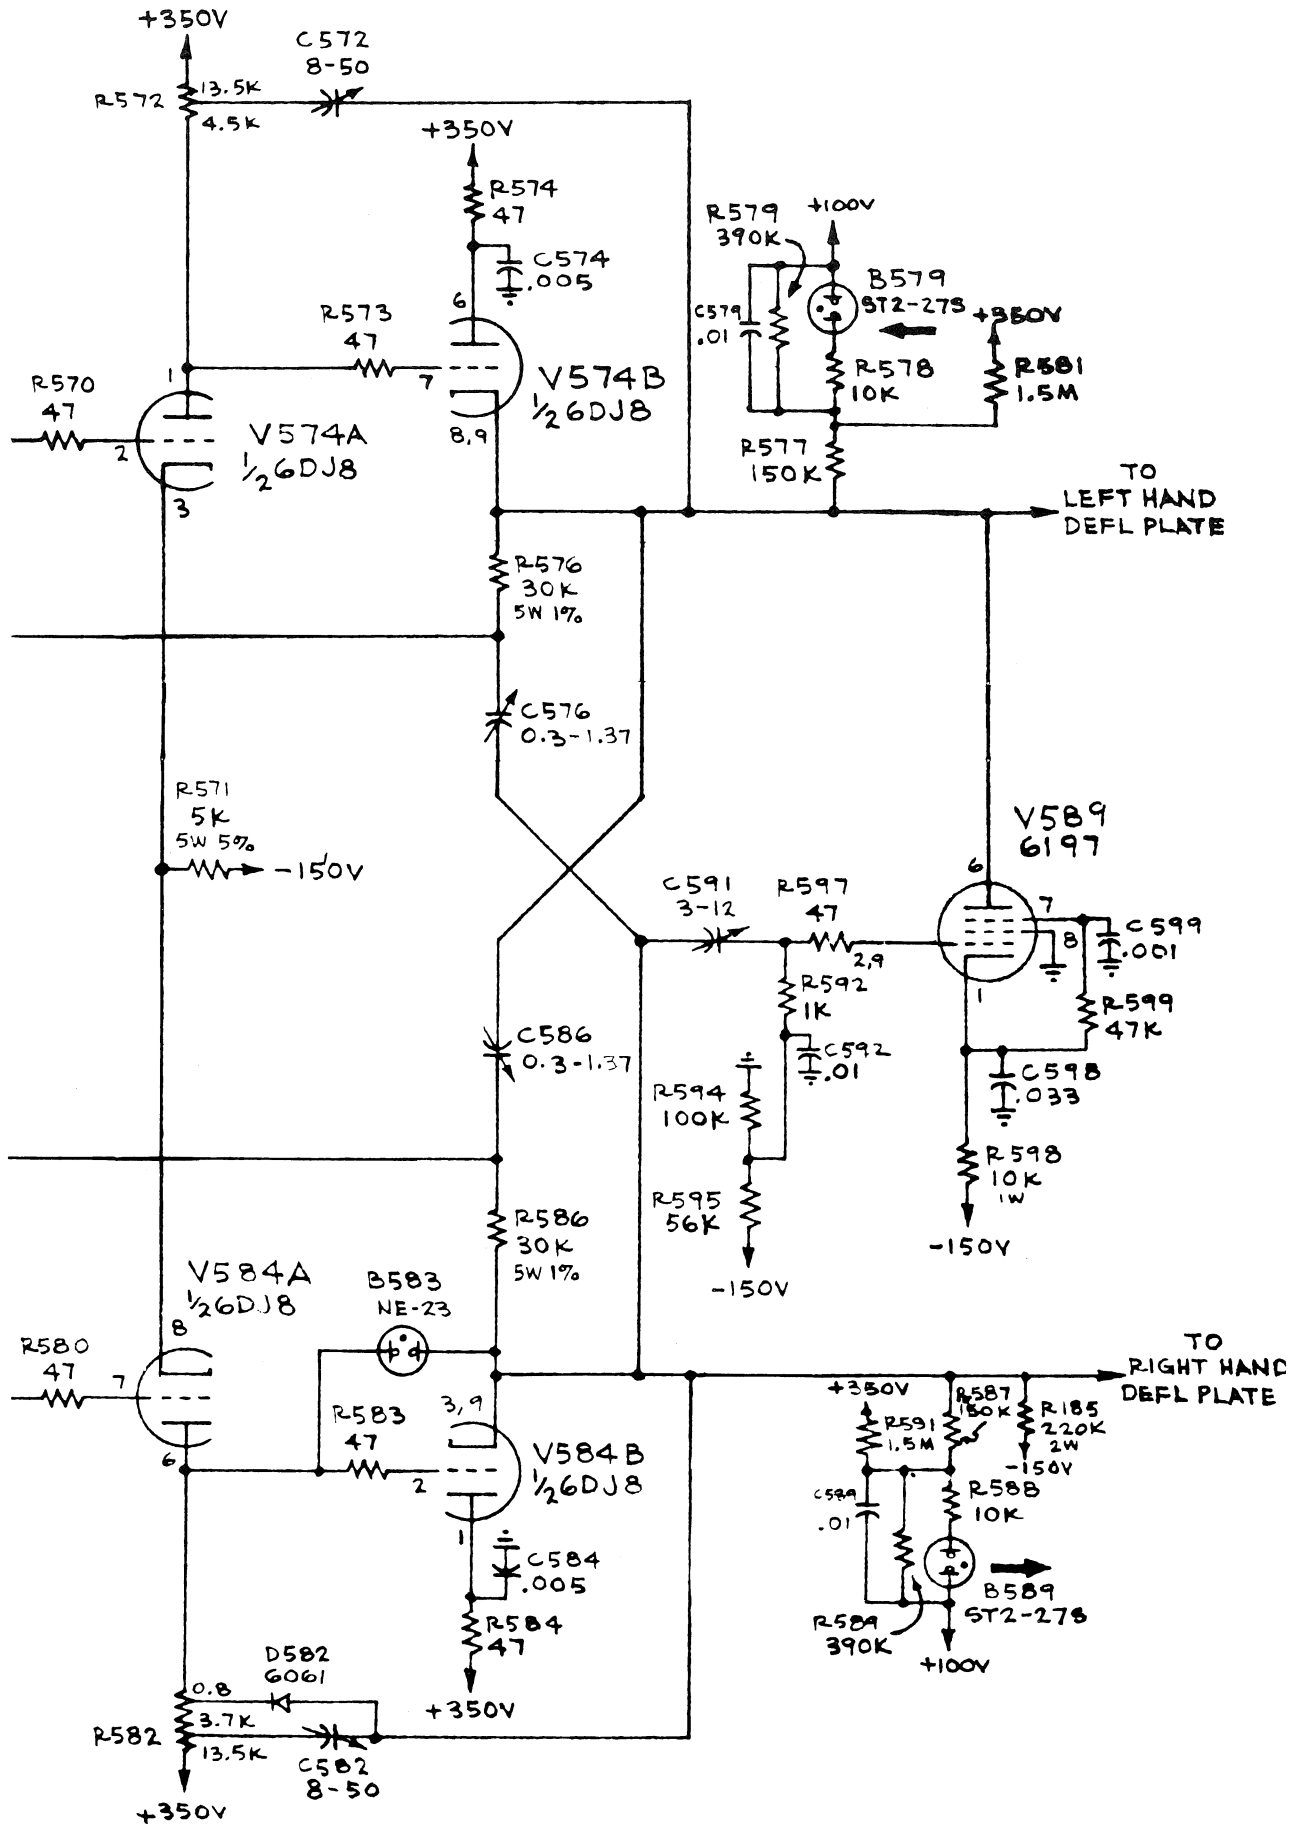 +350V
C572
8-50
R572
13.5K
4.5K
+350V
R574
47
C574
.005
6
R573
47
7
V574B
½6DJ8
8,9
R570
47
1
2
V574A
½6DJ8
3
R579
390K
+100V
B579
ST2-27S
C579
.01
+350V
R578
10K
R581
1.5M
R577
150K
TO
LEFT HAND
DEFL PLATE
R576
30K
5W 1%
C576
0.3-1.37
R571
5K
5W 5%
-150V
V589
6197
6
7
8
C591
3-12
R597
47
2,9
C599
.001
1
R592
1K
R599
47K
C586
0.3-1.37
C592
.01
C598
.033
R594
100K
R598
10K
1W
-150V
R595
56K
-150V
R586
30K
5W 1%
V584A
½6DJ8
8
B583
NE-23
R580
47
7
6
R583
47
3,9
2
V584B
½6DJ8
1
TO
RIGHT HAND
DEFL PLATE
+350V
R587
150K
R591
1.5M
R185
220K
2W
-150V
C589
.01
R588
10K
B589
ST2-27S
R589
390K
+100V
C584
.005
R584
47
+350V
D582
6061
0.8
3.7K
R582
13.5K
C582
8-50
+350V